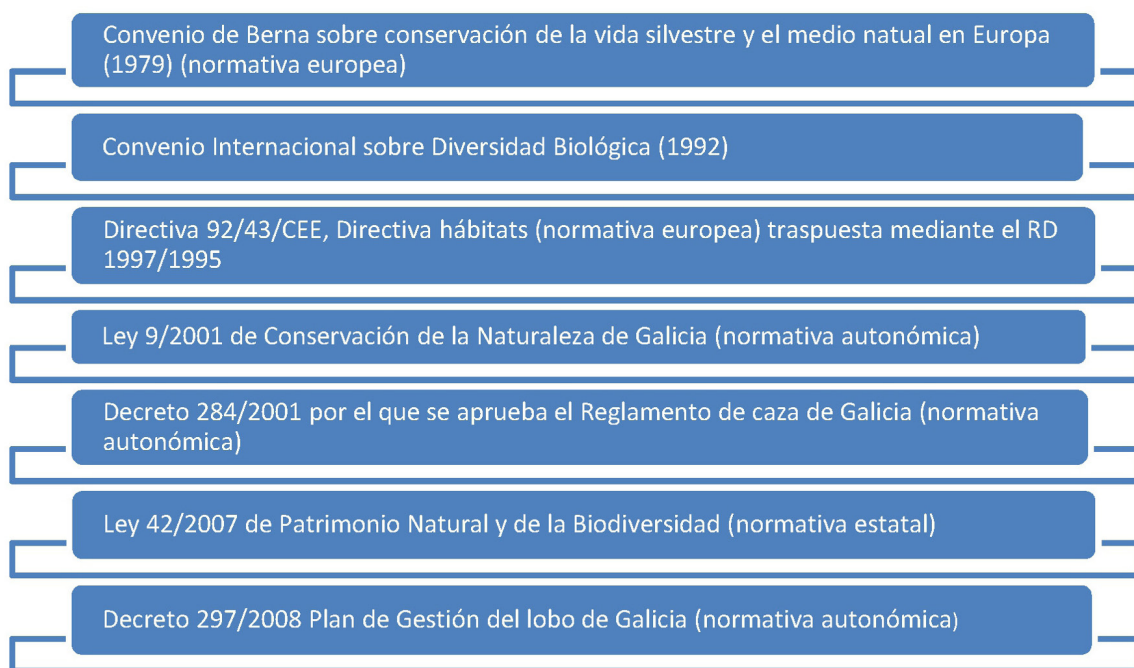 Convenio de Berna sobre conservación de la vida silvestre y el medio natual en Europa
(1979) (normativa europea)
Convenio Internacional sobre Diversidad Biológica (1992)
Directiva 92/43/CEE, Directiva hábitats (normativa europea) traspuesta mediante el RD
1997/1995
Ley 9/2001 de Conservación de la Naturaleza de Galicia (normativa autonómica)
Decreto 284/2001 por el que se aprueba el Reglamento de caza de Galicia (normativa
autonómica)
Ley 42/2007 de Patrimonio Natural y de la Biodiversidad (normativa estatal)
Decreto 297/2008 Plan de Gestión del lobo de Galicia (normativa autonómica)